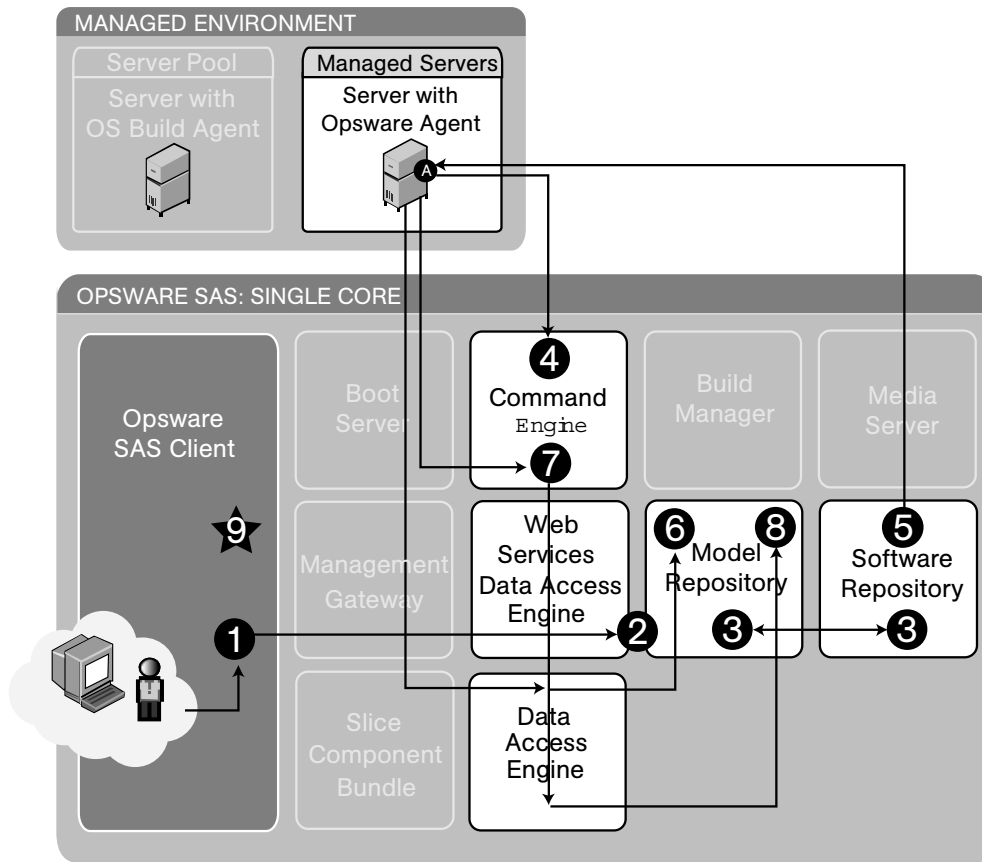 MANAGED ENVIRONMENT
Server Pool
Server with
OS Build Agent
Managed Servers
Server with
Opsware Agent
A
OPSWARE SAS: SINGLE CORE
Opsware
SAS Client
9
1
Boot
Server
4
Command
Engine
7
Build
Manager
Media
Server
Management
Gateway
Web
Services
Data Access
Engine
2
6
8
Model
Repository
3
5
Software
Repository
3
Slice
Component
Bundle
Data
Access
Engine